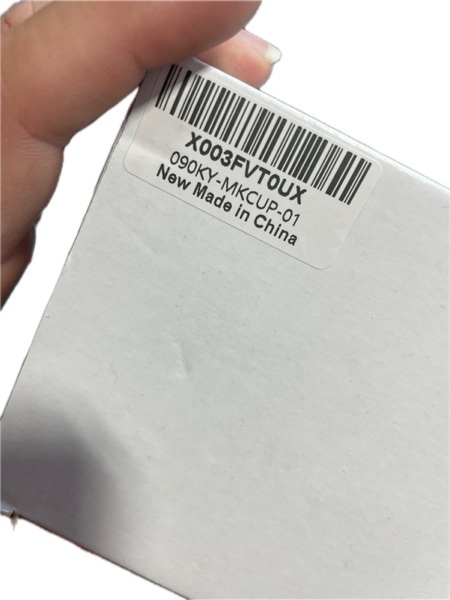 X003FVT0UX
090KY-MKCUP-01
New Made in China